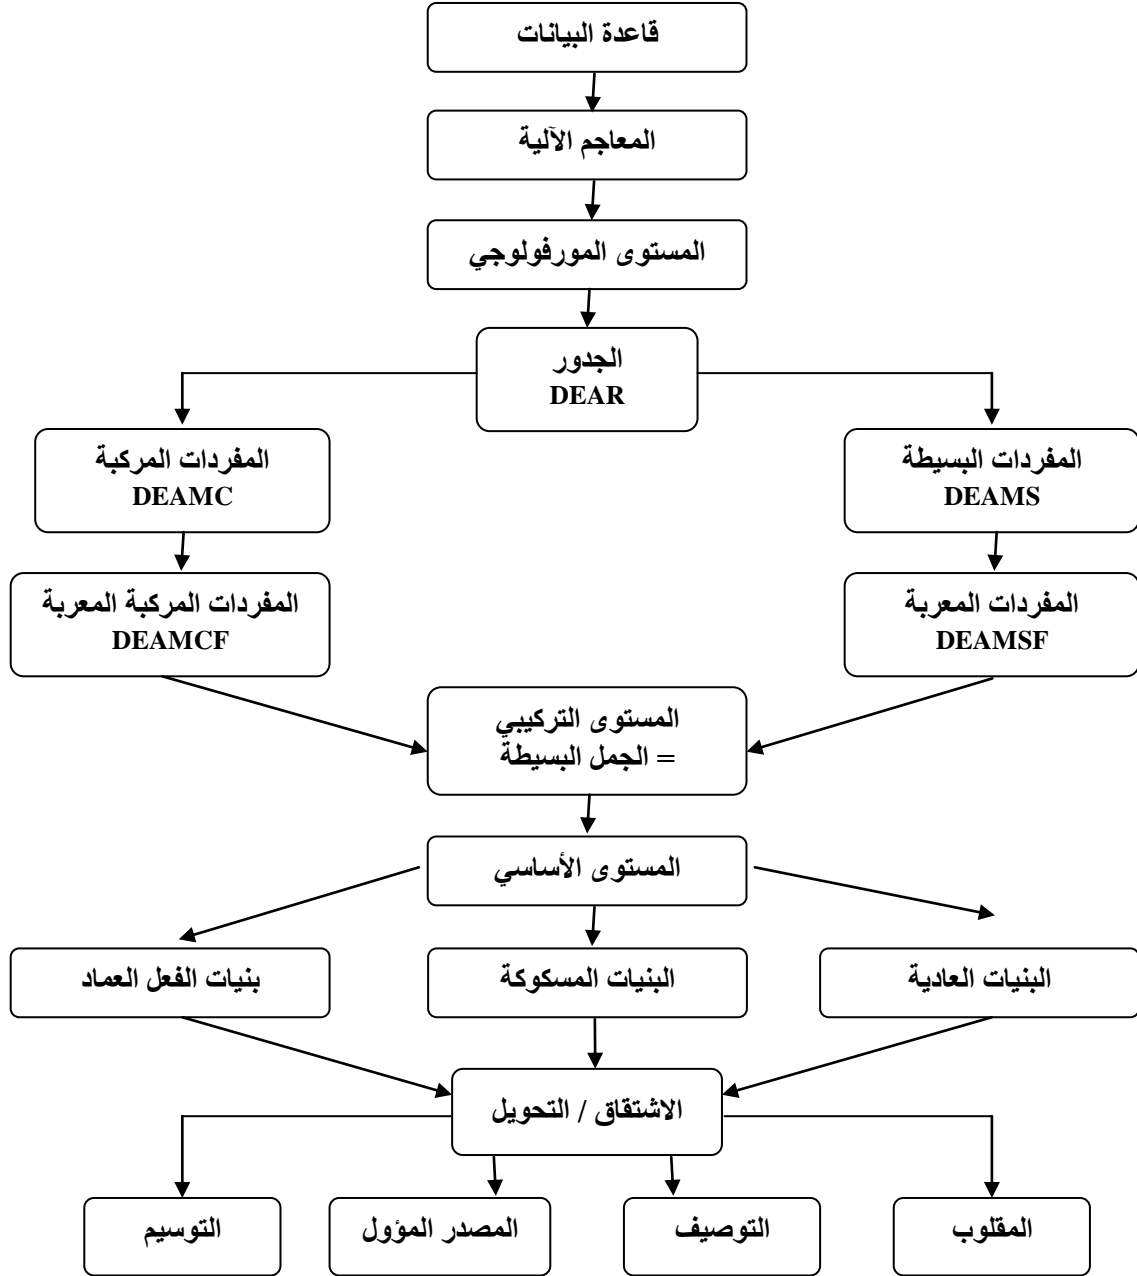 قاعدة البيانات
المعاجم الآلية
المستوى المورفولوجي
الجدور
DEAR
المفردات البسيطة
DEAMS
المفردات المركبة
DEAMC
المفردات المعربة
DEAMSF
المفردات المركبة المعربة
DEAMCF
المستوى التركيبي
= الجمل البسيطة
المستوى الأساسي
البنيات العادية
البنيات المسكوكة
بنيات الفعل العماد
الاشتقاق / التحويل
المقلوب
التوصيف
المصدر المؤول
التوسيم